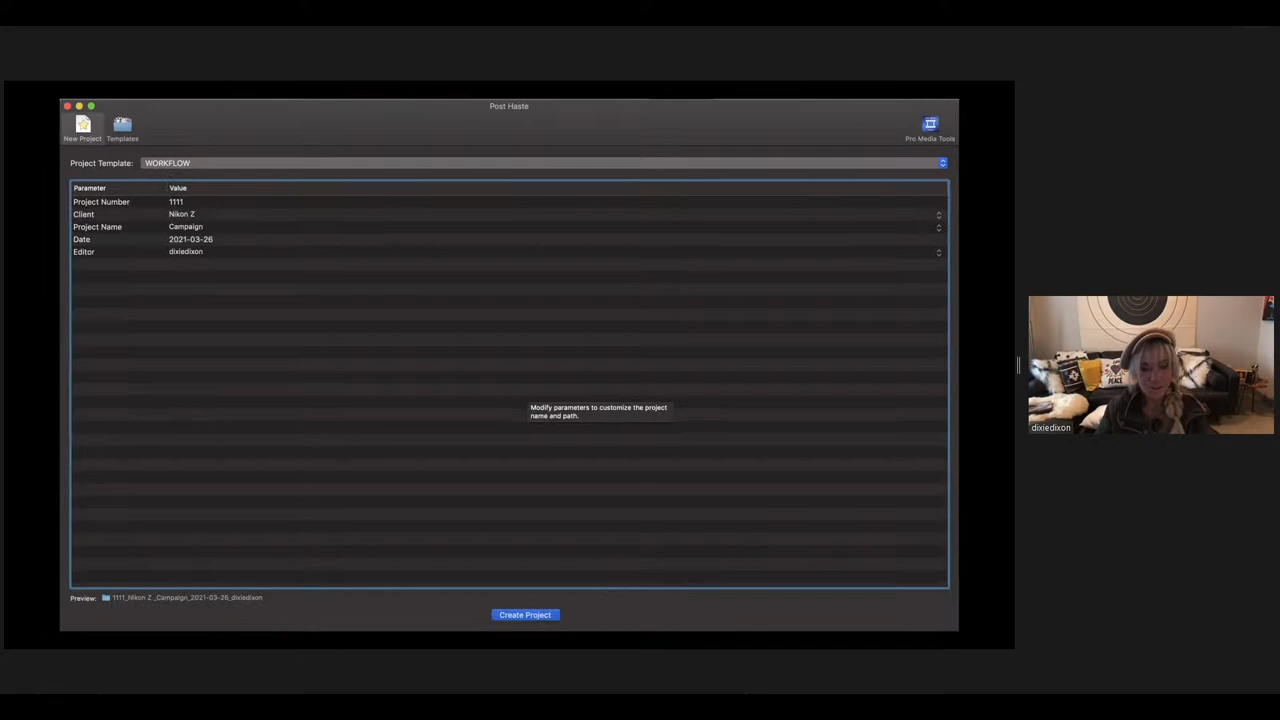 Post Haste
New Project
Templates
Pro Media Tools
Project Template: WORKFLOW
Parameter Value
Project Number 1111
Client Nikon Z
Project Name Campaign
Date 2021-03-26
Editor dixiedixon
Modify parameters to customize the project
name and path.
Preview: 1111_Nikon Z _Campaign_2021-03-26_dixiedixon
Create Project
PEACE
dixiedixon